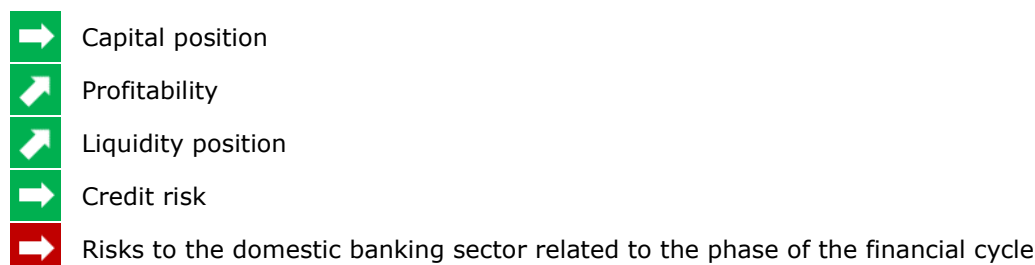 Capital position
Profitability
Liquidity position
Credit risk
Risks to the domestic banking sector related to the phase of the financial cycle